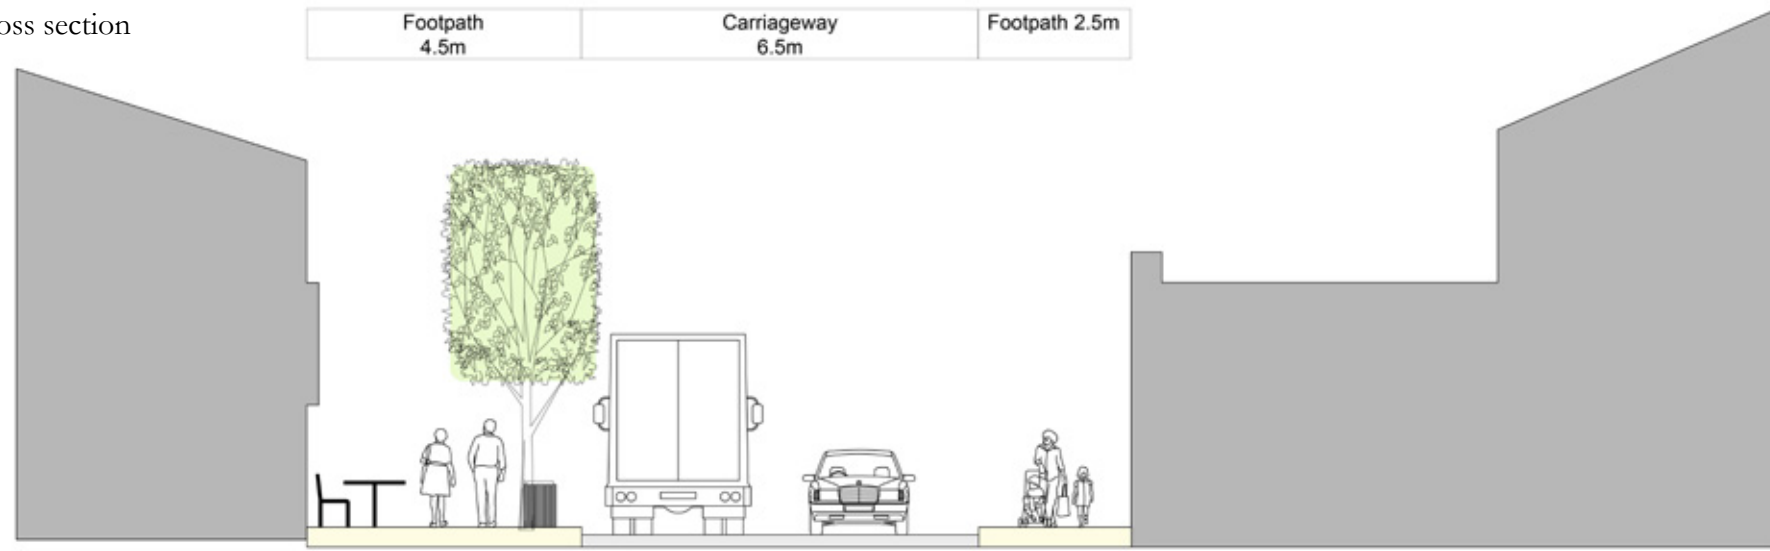 oss section
Footpath
4.5m
Carriageway
6.5m
Footpath 2.5m